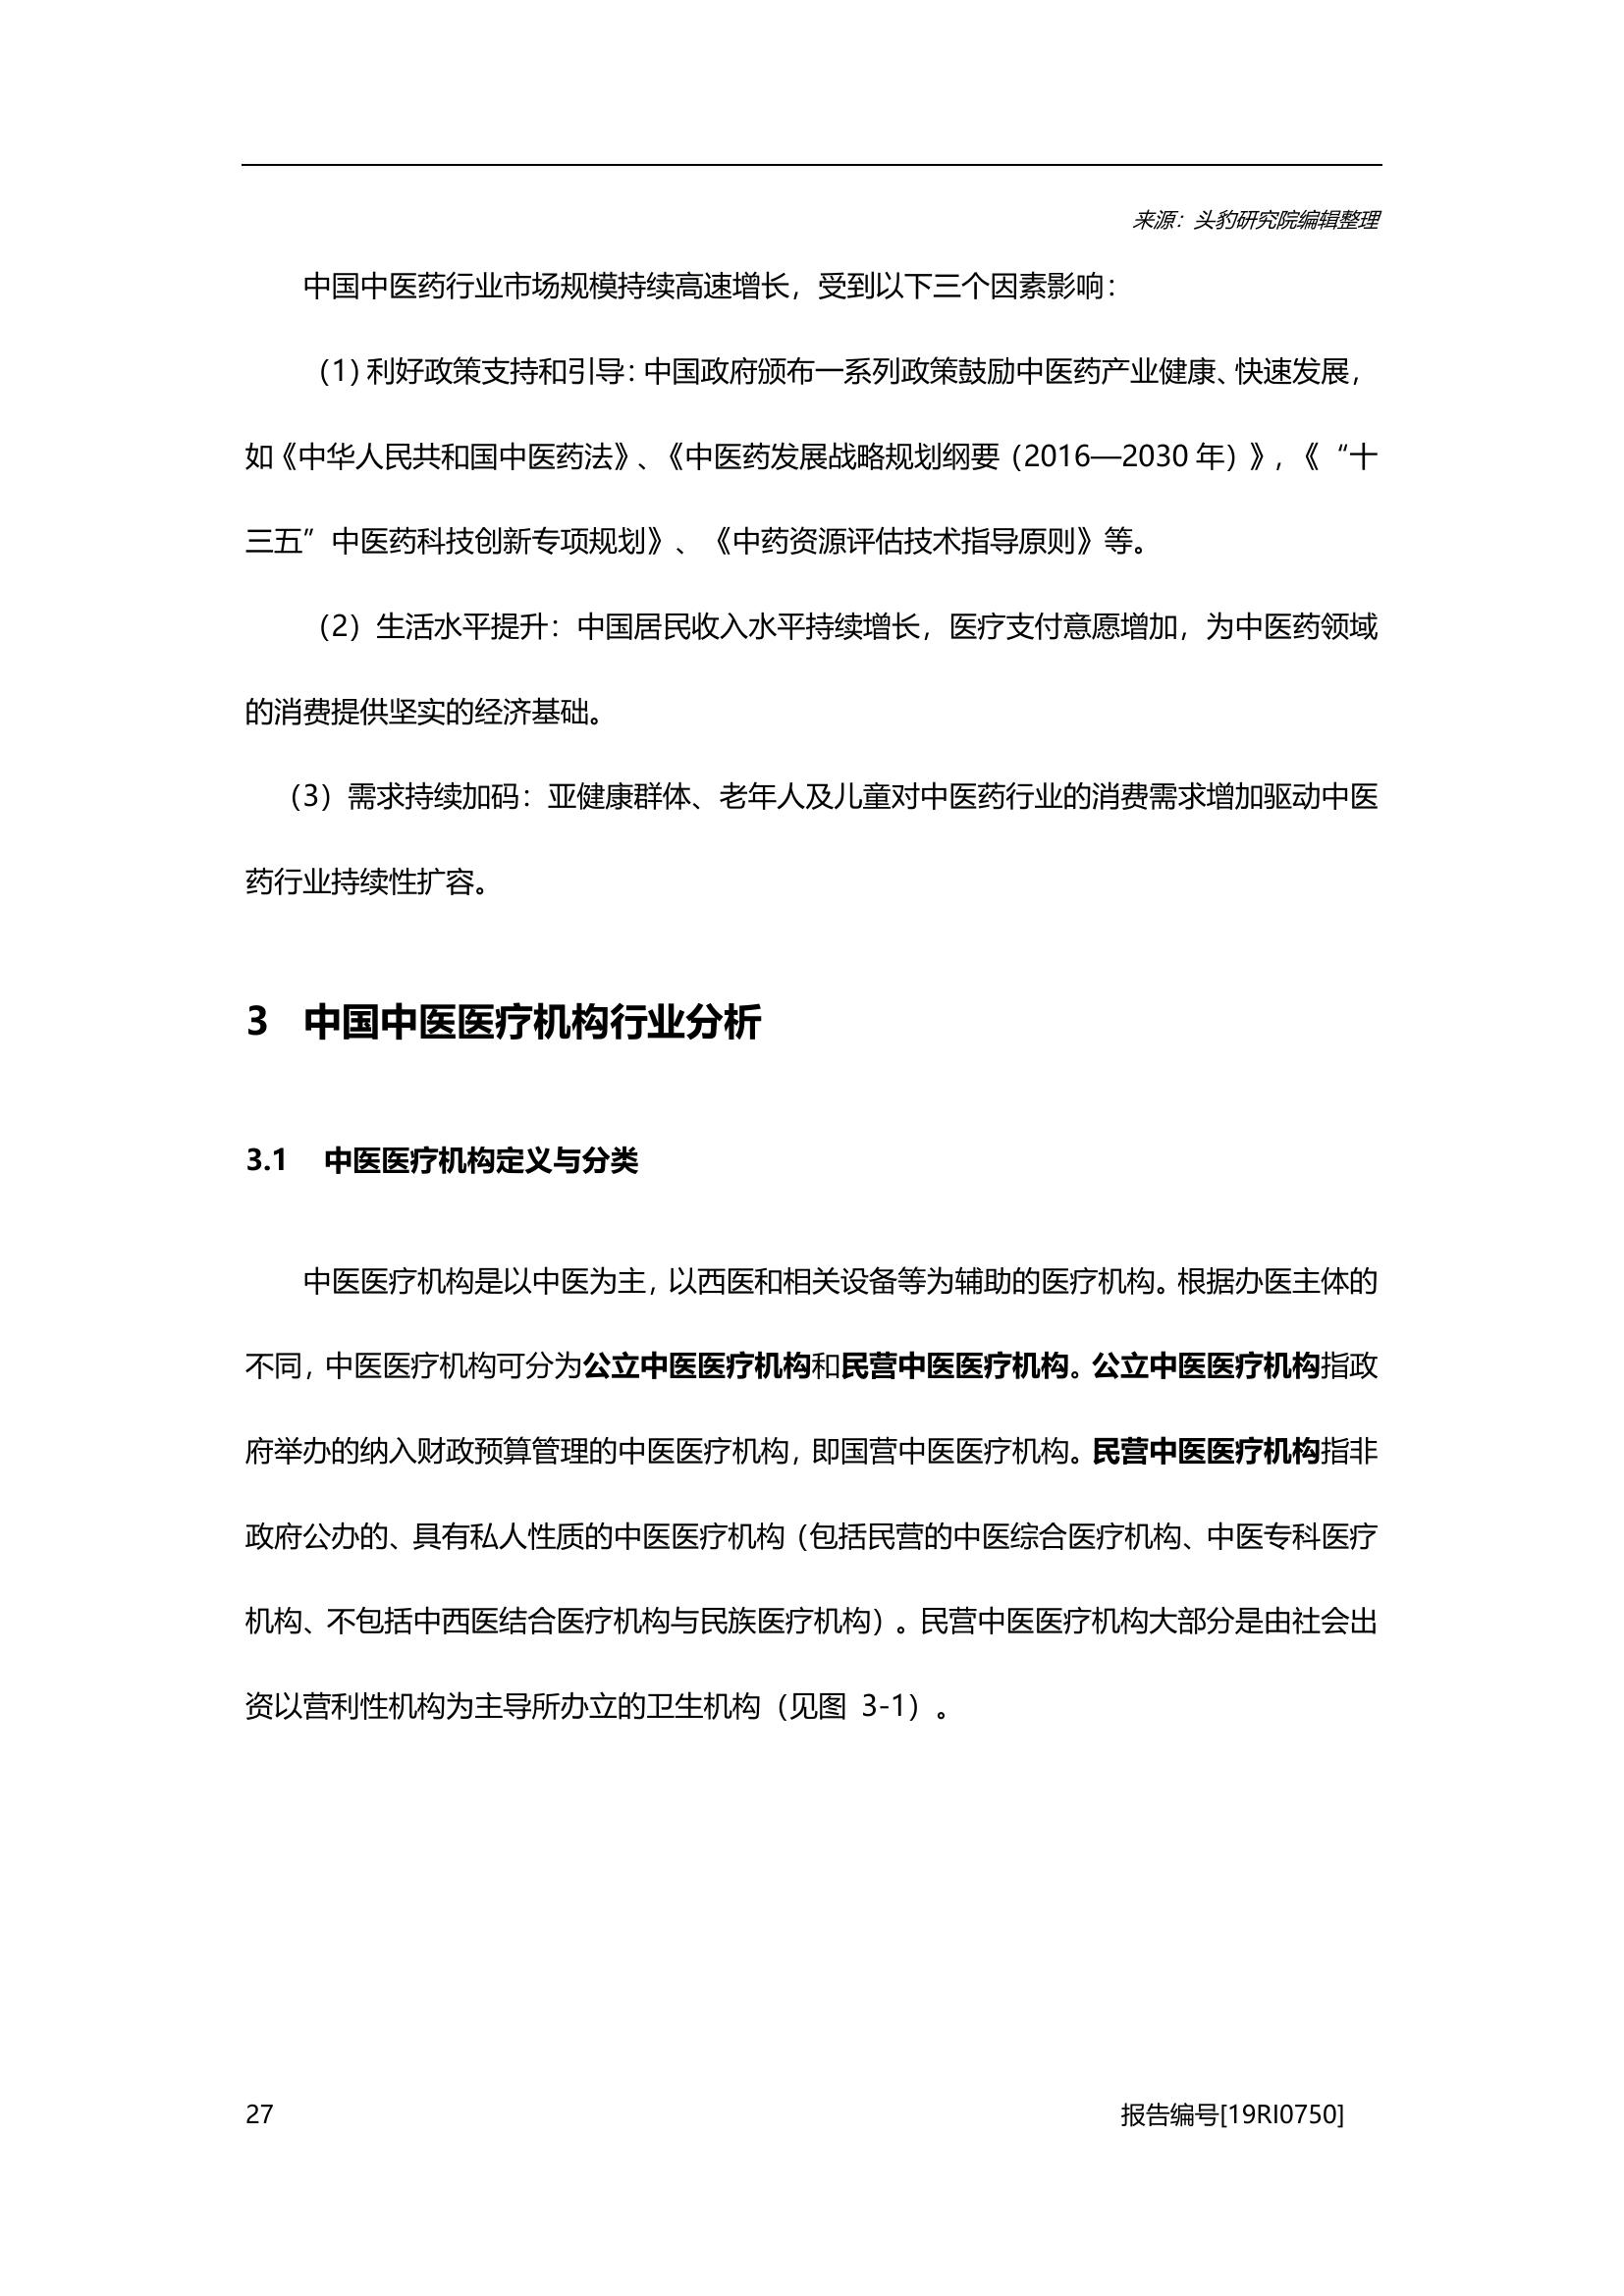 来源：头豹研究院编辑整理
中国中医药行业市场规模持续高速增长，受到以下三个因素影响：
（1）利好政策支持和引导：中国政府颁布一系列政策鼓励中医药产业健康、快速发展，
如《中华人民共和国中医药法》、《中医药发展战略规划纲要（2016—2030 年）》，《“十
三五”中医药科技创新专项规划》、《中药资源评估技术指导原则》等。
（2）生活水平提升：中国居民收入水平持续增长，医疗支付意愿增加，为中医药领域
的消费提供坚实的经济基础。
（3）需求持续加码：亚健康群体、老年人及儿童对中医药行业的消费需求增加驱动中医
药行业持续性扩容。
3 中国中医医疗机构行业分析
3.1 中医医疗机构定义与分类
中医医疗机构是以中医为主，以西医和相关设备等为辅助的医疗机构。根据办医主体的
不同，中医医疗机构可分为公立中医医疗机构和民营中医医疗机构。公立中医医疗机构指政
府举办的纳入财政预算管理的中医医疗机构，即国营中医医疗机构。民营中医医疗机构指非
政府公办的、具有私人性质的中医医疗机构（包括民营的中医综合医疗机构、中医专科医疗
机构、不包括中西医结合医疗机构与民族医疗机构）。民营中医医疗机构大部分是由社会出
资以营利性机构为主导所办立的卫生机构（见图 3-1）。
27 报告编号[19RI0750]